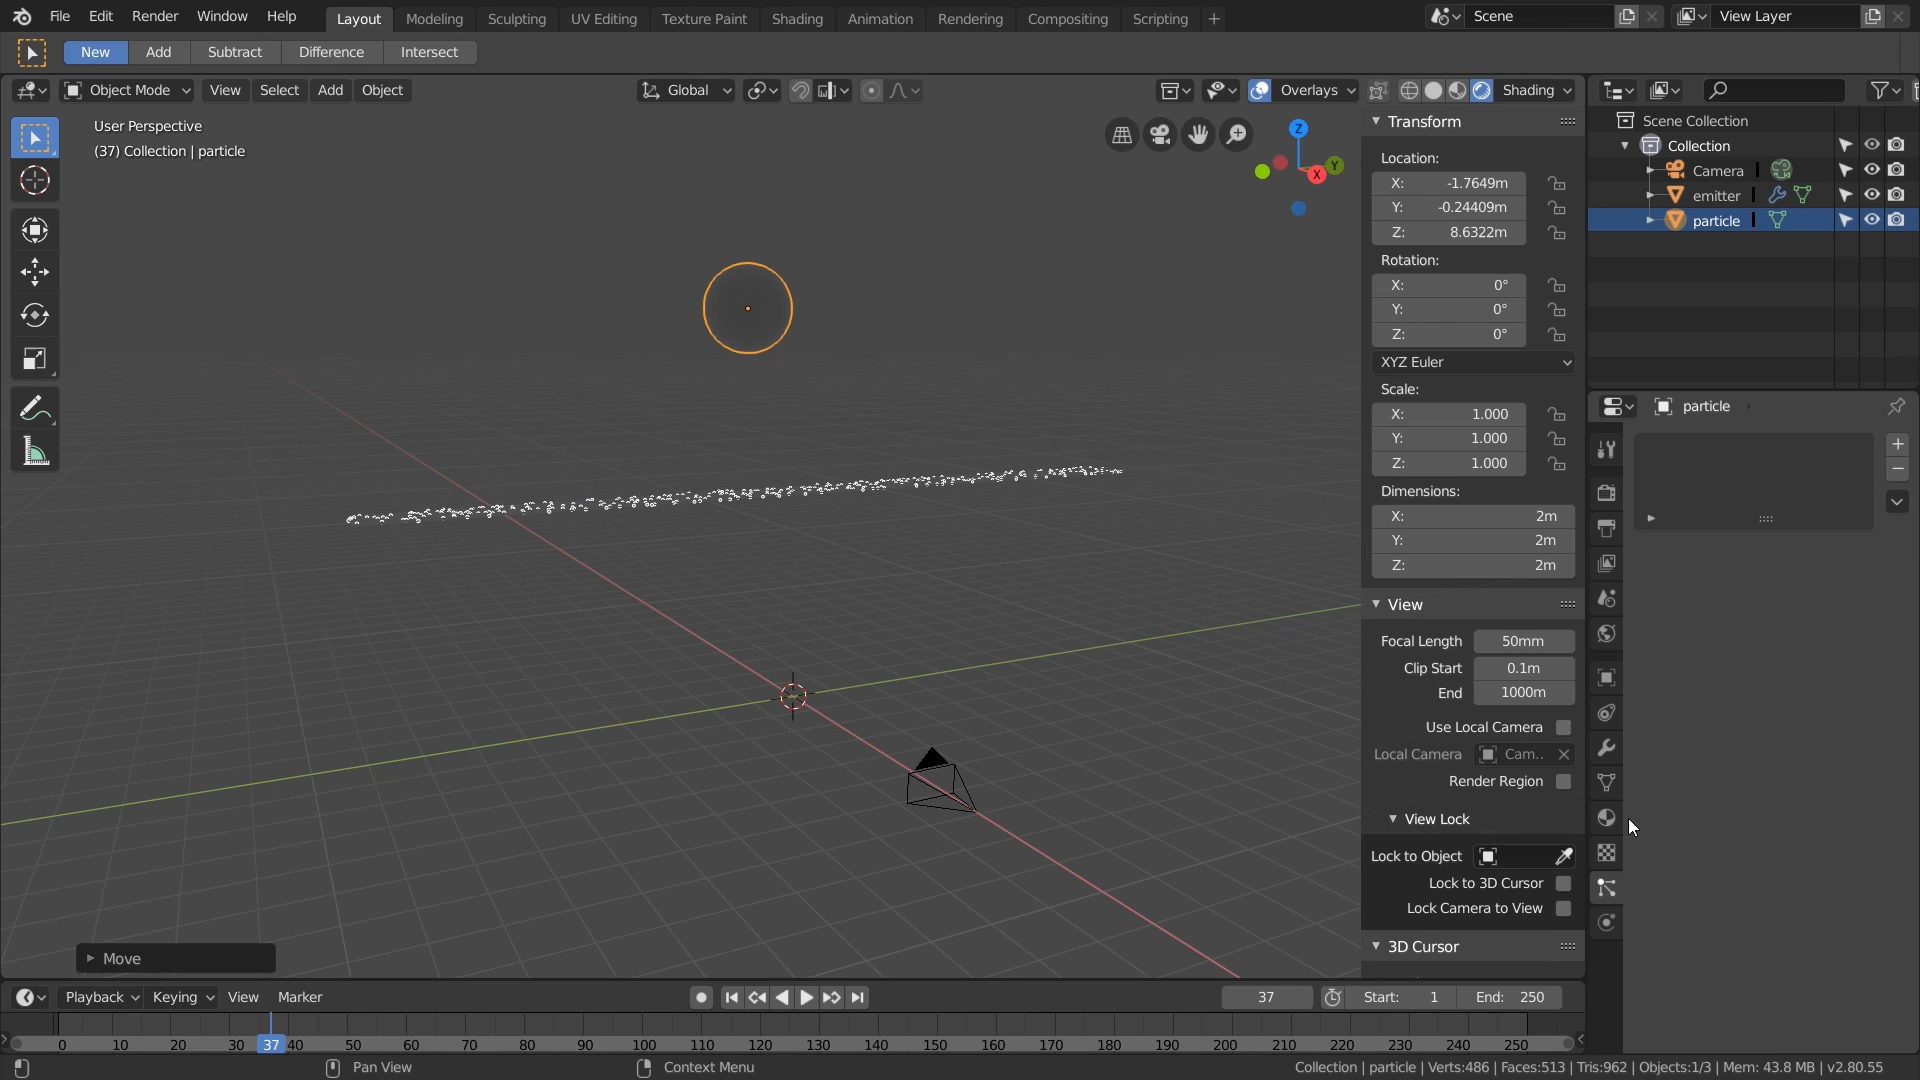 File Edit Render Window Help Layout Modeling Sculpting UV Editing Texture Paint Shading Animation Rendering Compositing Scripting + Scene View Layer
New Add Subtract Difference Intersect
Object Mode View Select Add Object Global Overlays Shading
User Perspective
(37) Collection | particle
Z
Y
X
Transform
Location:
X: -1.7649m
Y: -0.24409m
Z: 8.6322m
Rotation:
X: 0°
Y: 0°
Z: 0°
XYZ Euler
Scale:
X: 1.000
Y: 1.000
Z: 1.000
Dimensions:
X: 2m
Y: 2m
Z: 2m
View
Focal Length 50mm
Clip Start 0.1m
End 1000m
Use Local Camera
Local Camera Cam..
Render Region
View Lock
Lock to Object
Lock to 3D Cursor
Lock Camera to View
3D Cursor
Scene Collection
Collection
Camera
emitter
particle
particle
Move
Playback Keying View Marker 37 Start: 1 End: 250
0 10 20 30 37 40 50 60 70 80 90 100 110 120 130 140 150 160 170 180 190 200 210 220 230 240 250
Pan View Context Menu Collection | particle | Verts:486 | Faces:513 | Tris:962 | Objects:1/3 | Mem: 43.8 MB | v2.80.55